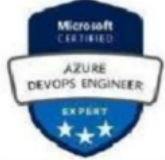 Microsoft
CERTIFIED
AZURE
DEVOPS ENGINEER
EXPERT